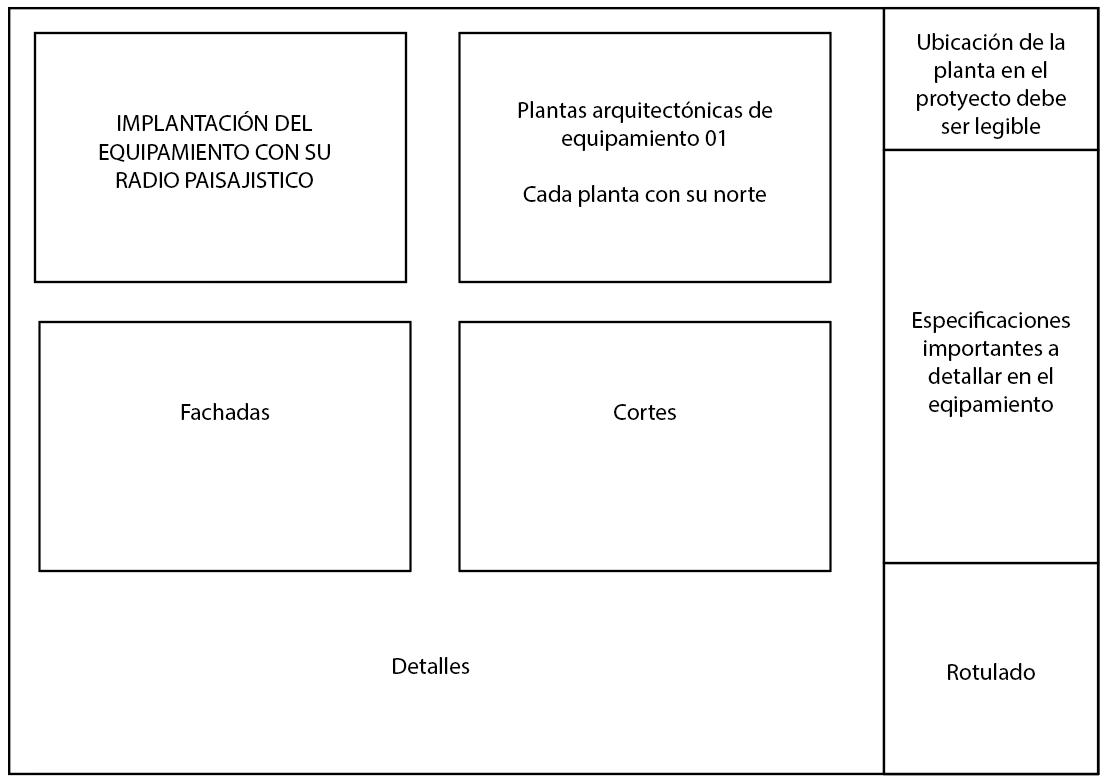 IMPLANTACIÓN DEL
EQUIPAMIENTO CON SU
RADIO PAISAJISTICO
Plantas arquitectónicas de
equipamiento 01
Cada planta con su norte
Ubicación de la
planta en el
protyecto debe
ser legible
Fachadas
Cortes
Especificaciones
importantes a
detallar en el
eqipamiento
Detalles
Rotulado